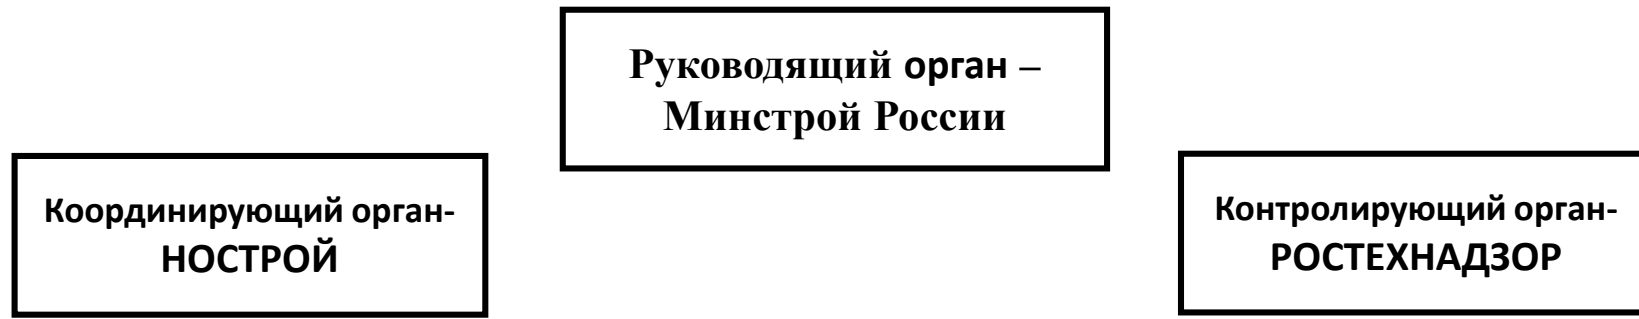 Руководящий орган –
Минстрой России
Координирующий орган-
НОСТРОЙ
Контролирующий орган-
РОСТЕХНАДЗОР